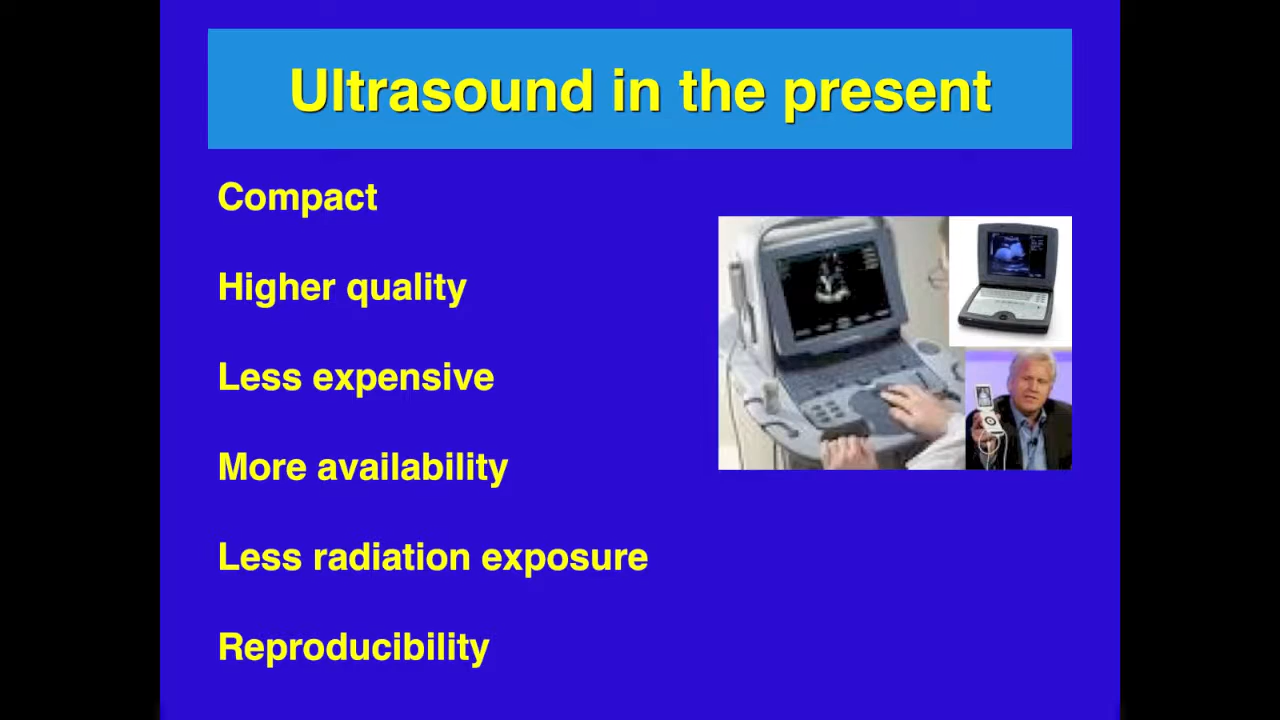 Ultrasound in the present
Compact
Higher quality
Less expensive
More availability
Less radiation exposure
Reproducibility